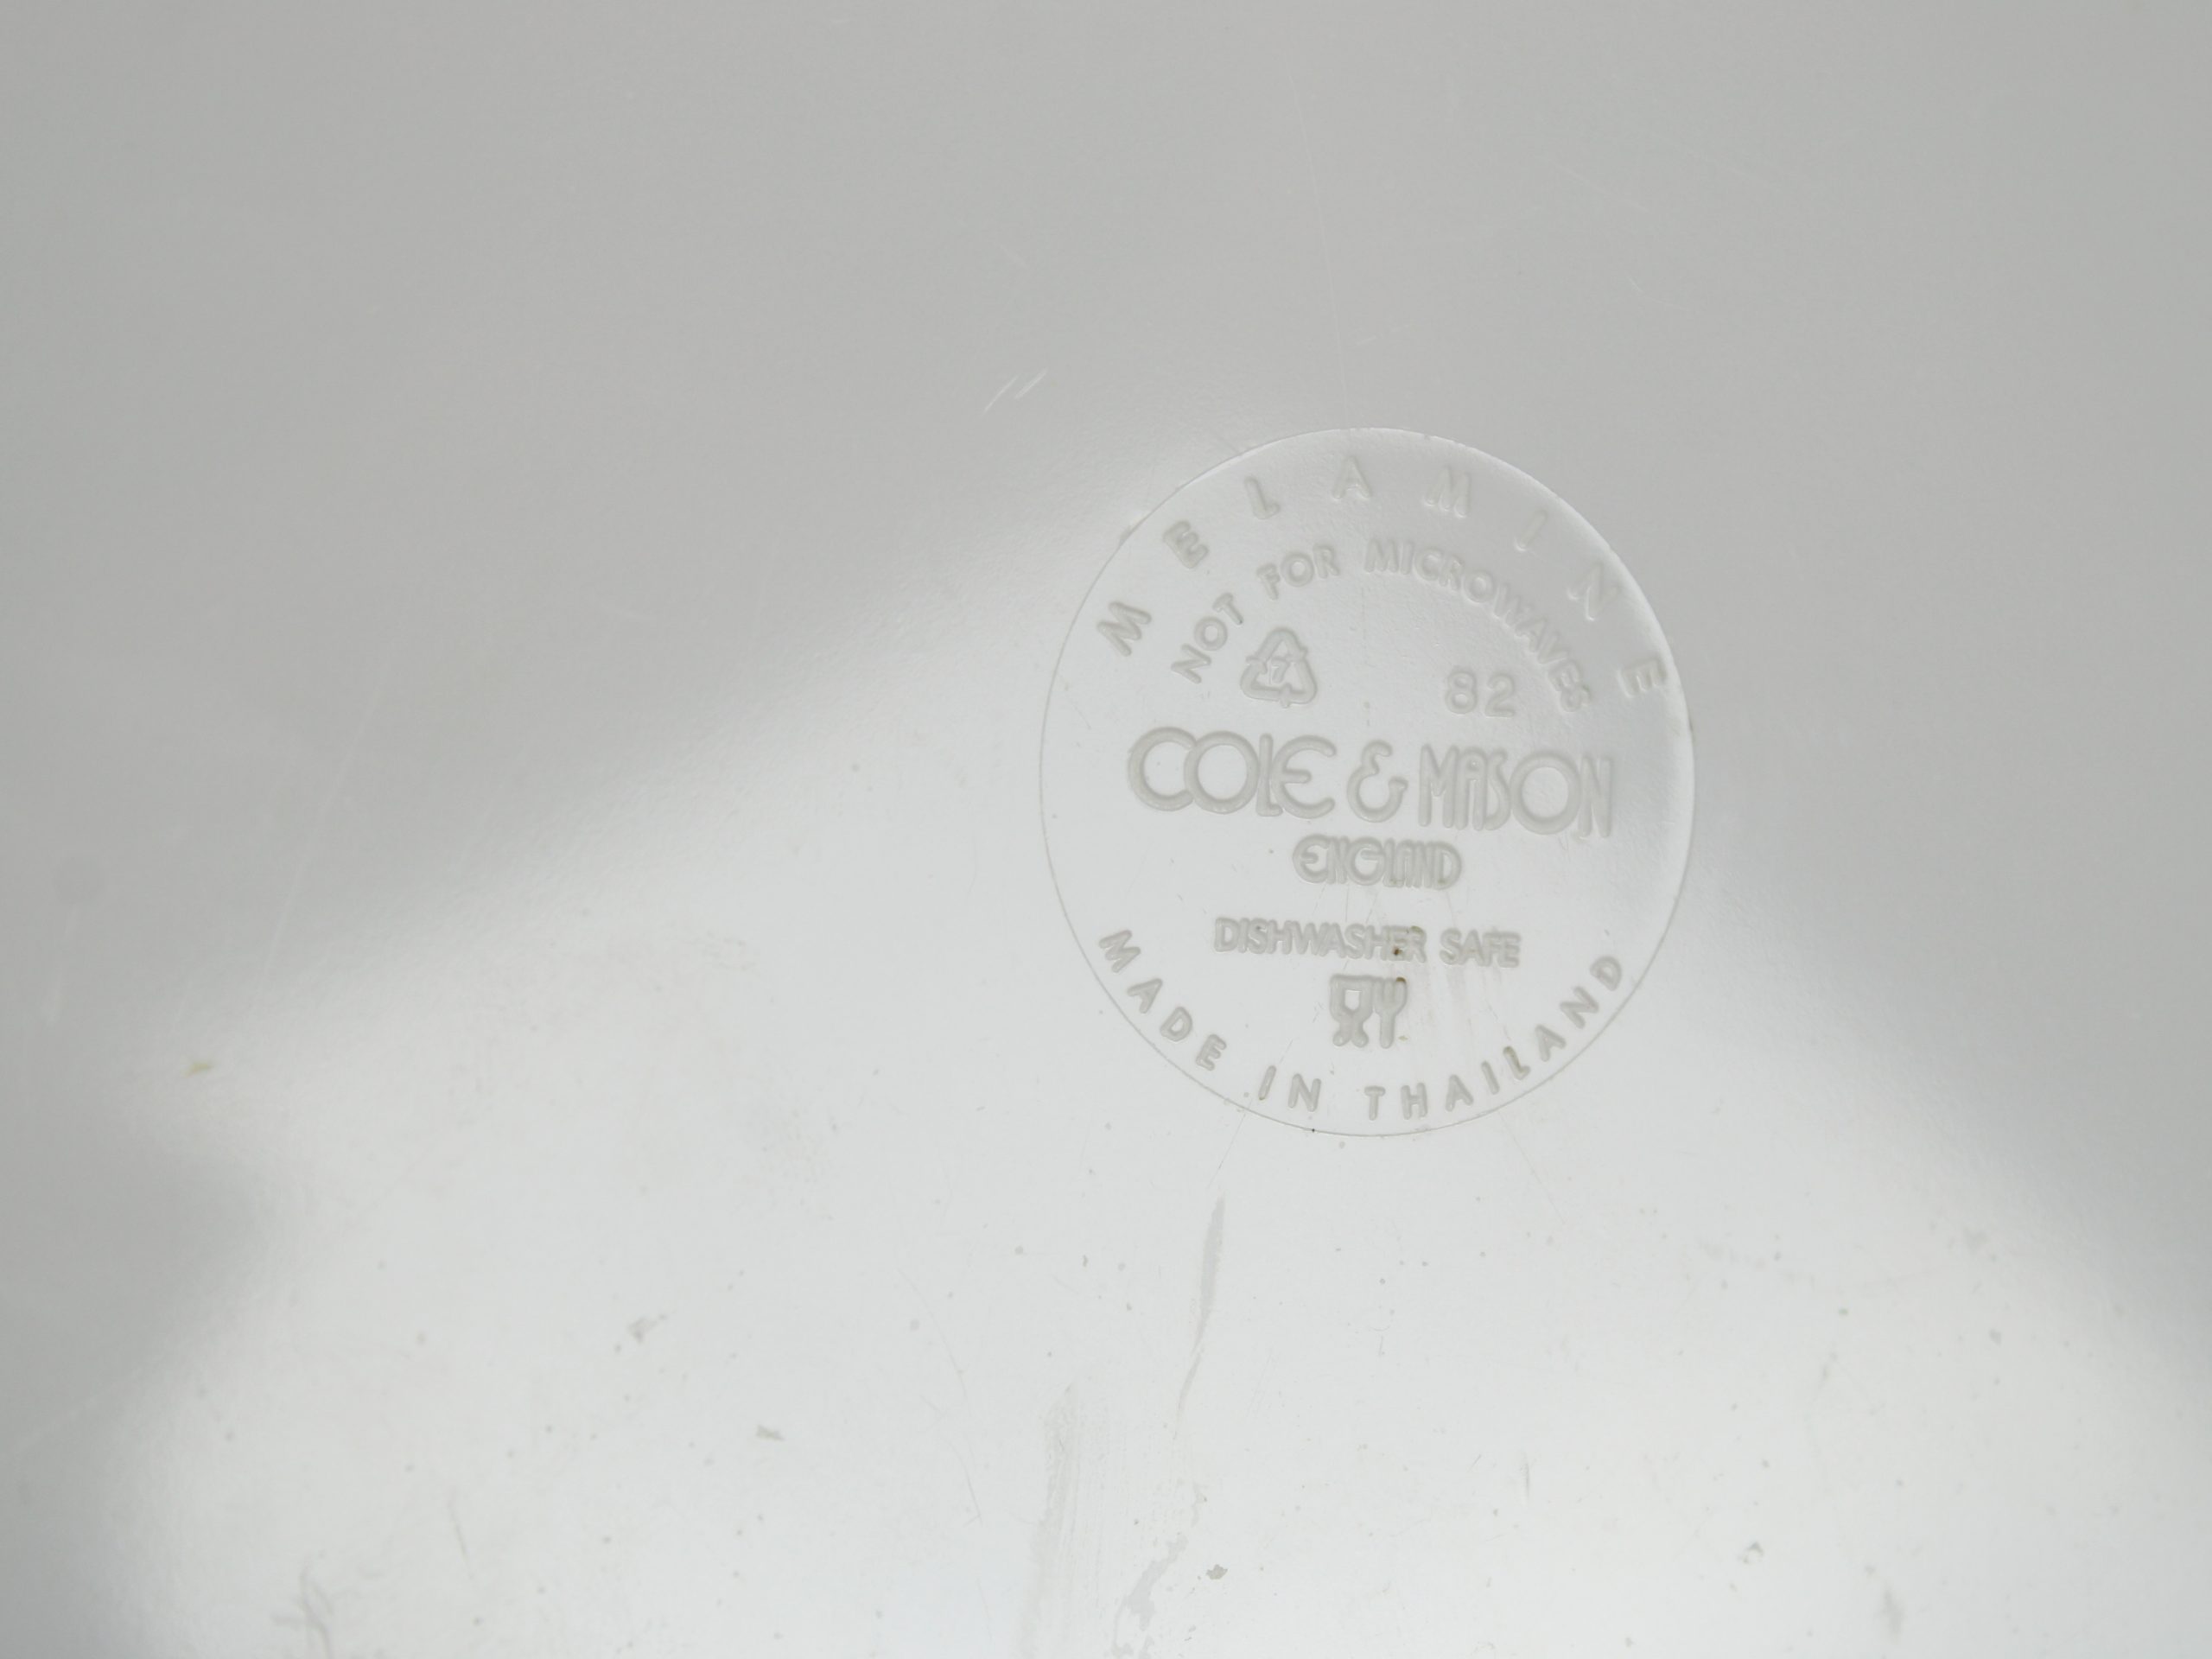 MELAMINE
NOT FOR MICROWAVES
7
82
COLE & MASON
ENGLAND
DISHWASHER SAFE
MADE IN THAILAND